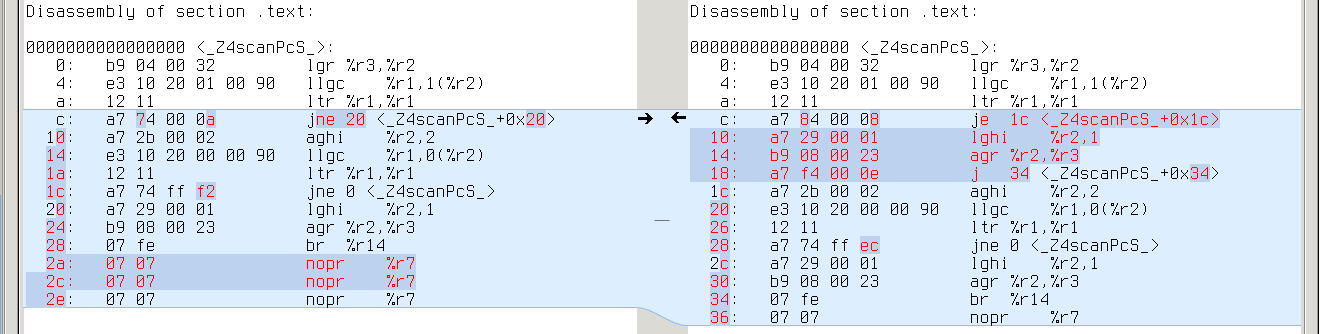 Disassembly of section .text:
0000000000000000 <_Z4scanPcS_>:
0: b9 04 00 32 lgr %r3,%r2
4: e3 10 20 01 00 90 llgc %r1,1(%r2)
a: 12 11 ltr %r1,%r1
c: a7 74 00 0a jne 20 <_Z4scanPcS_+0x20>
10: a7 2b 00 02 aghi %r2,2
14: e3 10 20 00 00 90 llgc %r1,0(%r2)
1a: 12 11 ltr %r1,%r1
1c: a7 74 ff f2 jne 0 <_Z4scanPcS_>
20: a7 29 00 01 lghi %r2,1
24: b9 08 00 23 agr %r2,%r3
28: 07 fe br %r14
2a: 07 07 nopr %r7
2c: 07 07 nopr %r7
2e: 07 07 nopr %r7
Disassembly of section .text:
0000000000000000 <_Z4scanPcS_>:
0: b9 04 00 32 lgr %r3,%r2
4: e3 10 20 01 00 90 llgc %r1,1(%r2)
a: 12 11 ltr %r1,%r1
c: a7 84 00 08 je 1c <_Z4scanPcS_+0x1c>
10: a7 29 00 01 lghi %r2,1
14: b9 08 00 23 agr %r2,%r3
18: a7 f4 00 0e j 34 <_Z4scanPcS_+0x34>
1c: a7 2b 00 02 aghi %r2,2
20: e3 10 20 00 00 90 llgc %r1,0(%r2)
26: 12 11 ltr %r1,%r1
28: a7 74 ff ec jne 0 <_Z4scanPcS_>
2c: a7 29 00 01 lghi %r2,1
30: b9 08 00 23 agr %r2,%r3
34: 07 fe br %r14
36: 07 07 nopr %r7